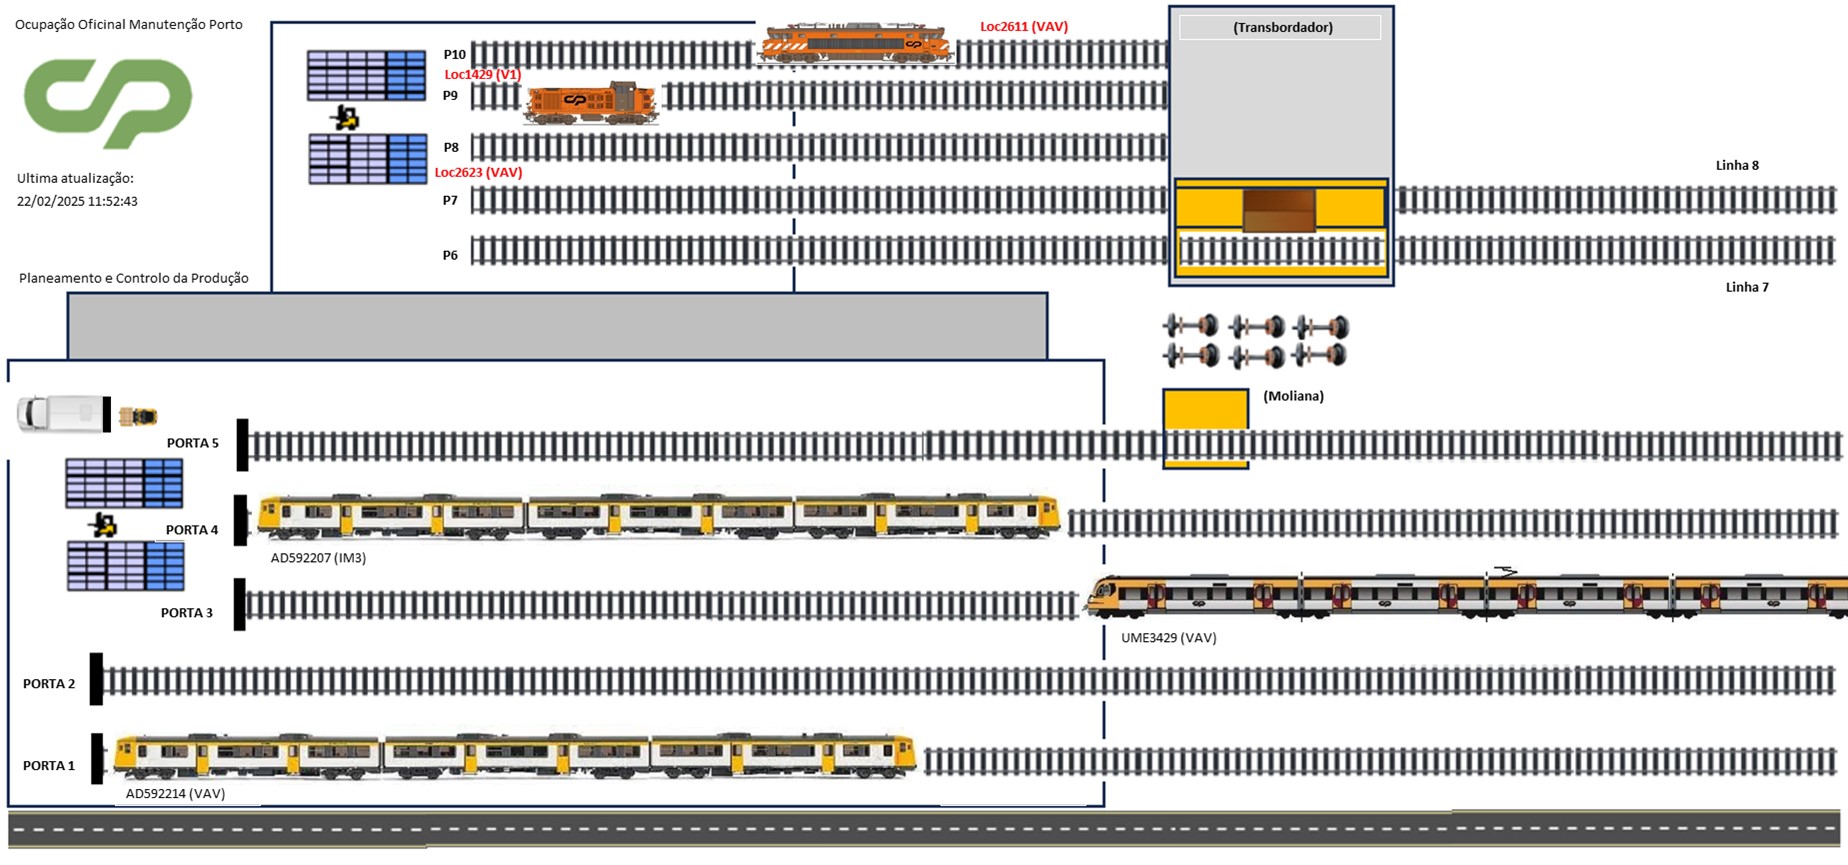 Ocupação Oficinal Manutenção Porto
Loc2611 (VAV)
(Transbordador)
P10
Loc1429 (V1)
P9
P8
Linha 8
Ultima atualização:
22/02/2025 11:52:43
Loc2623 (VAV)
P7
P6
Planeamento e Controlo da Produção
Linha 7
(Moliana)
PORTA 5
PORTA 4
AD592207 (IM3)
PORTA 3
UME3429 (VAV)
PORTA 2
PORTA 1
AD592214 (VAV)